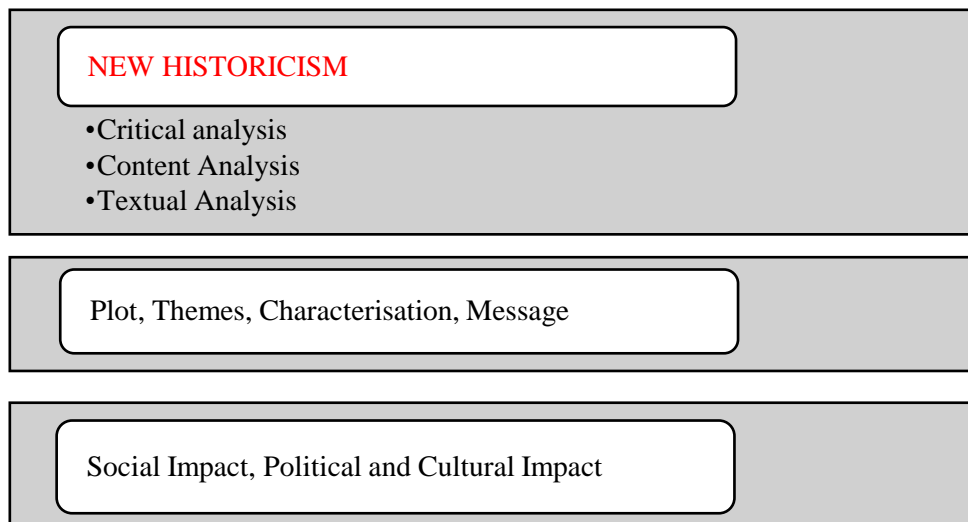 NEW HISTORICISM
•Critical analysis
•Content Analysis
•Textual Analysis
Plot, Themes, Characterisation, Message
Social Impact, Political and Cultural Impact